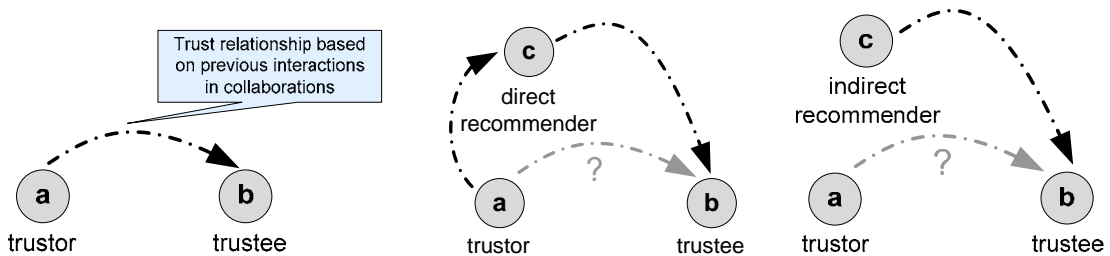 Trust relationship based
on previous interactions
in collaborations
a
b
trustor
trustee
c
direct
recommender
?
a
b
trustor
trustee
c
indirect
recommender
?
a
b
trustor
trustee